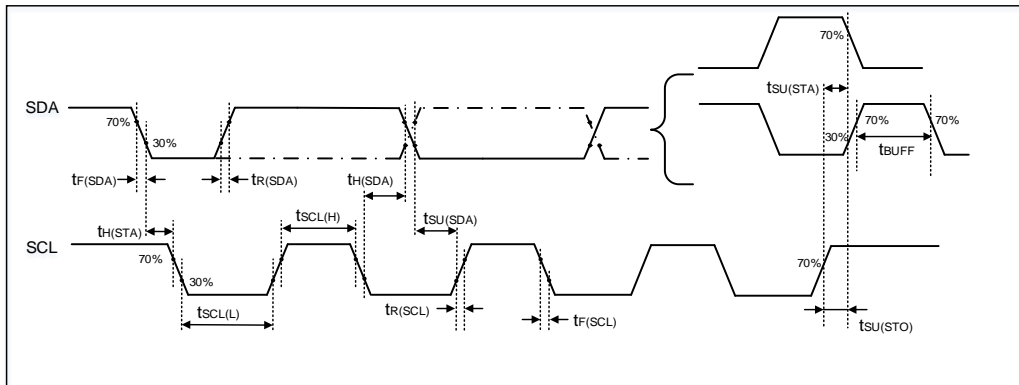 70%
tSU(STA)
SDA
70%
30%
70%
30%
70%
tBUFF
tF(SDA)
tR(SDA)
tH(SDA)
tH(STA)
tSCL(H)
tSU(SDA)
SCL
70%
30%
70%
tSCL(L)
tR(SCL)
tF(SCL)
tSU(STO)